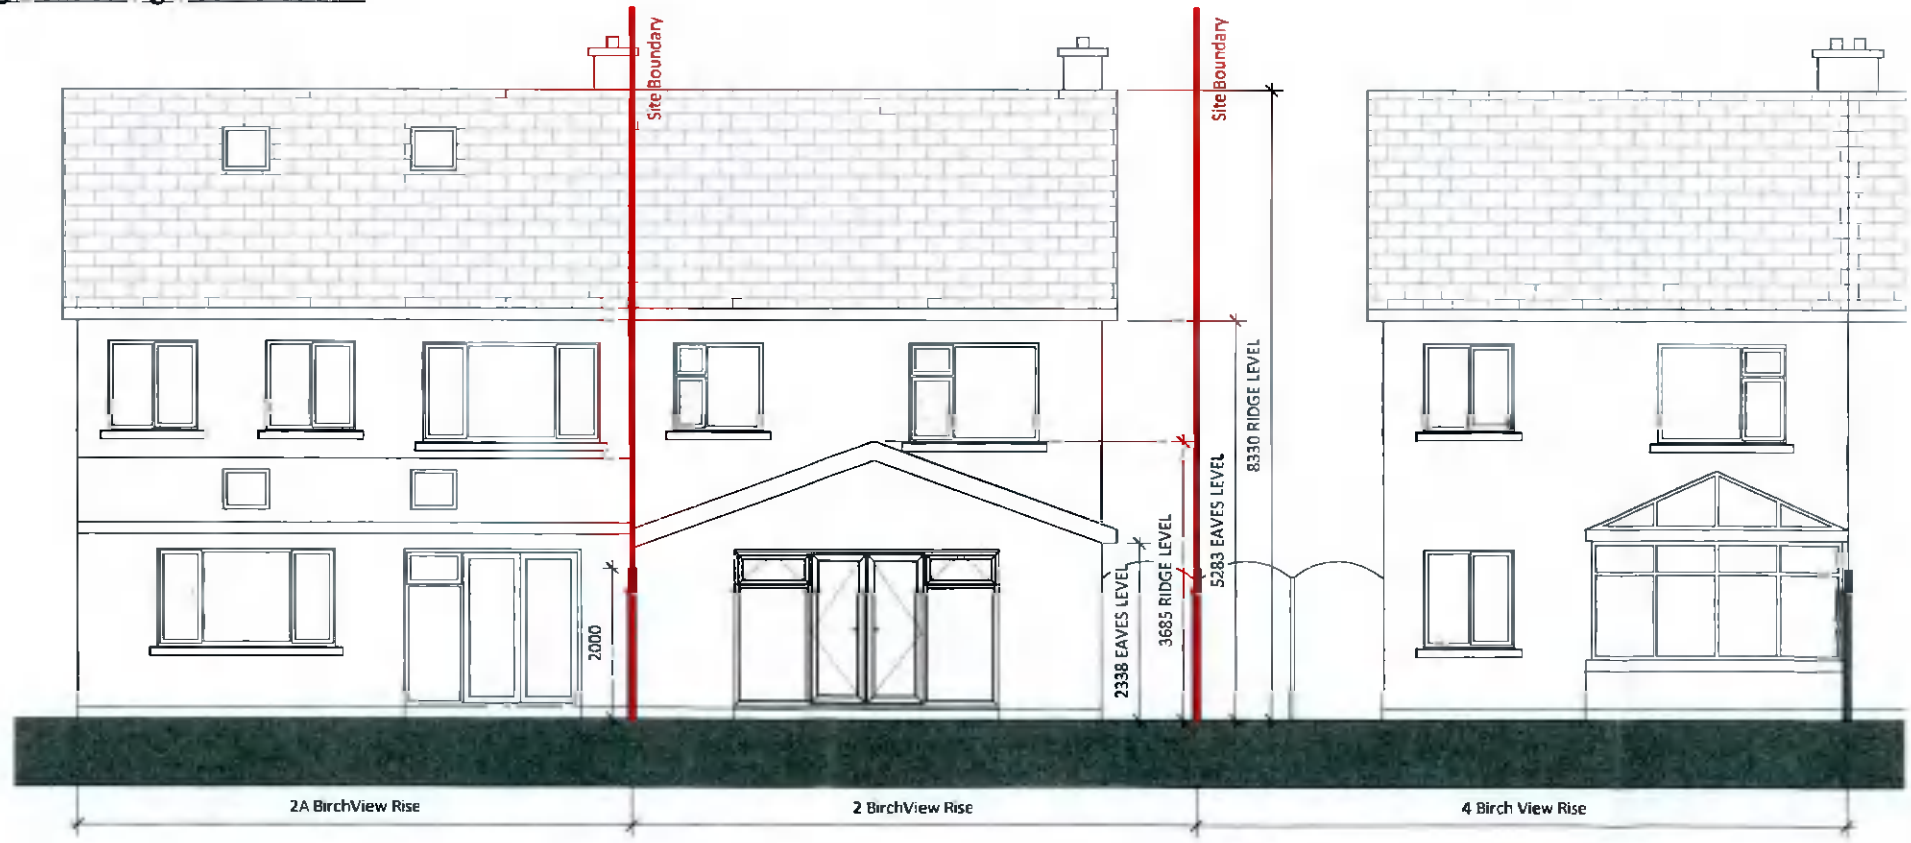 Site Boundary
Site Boundary
8330 RIDGE LEVEL
5283 EAVES LEVEL
3685 RIDGE LEVEL
2338 EAVES LEVEL
2000
2A BirchView Rise
2 BirchView Rise
4 Birch View Rise